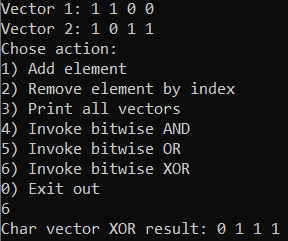 Vector 1: 1 1 0 0
Vector 2: 1 0 1 1
Chose action:
1) Add element
2) Remove element by index
3) Print all vectors
4) Invoke bitwise AND
5) Invoke bitwise OR
6) Invoke bitwise XOR
0) Exit out
6
Char vector XOR result: 0 1 1 1